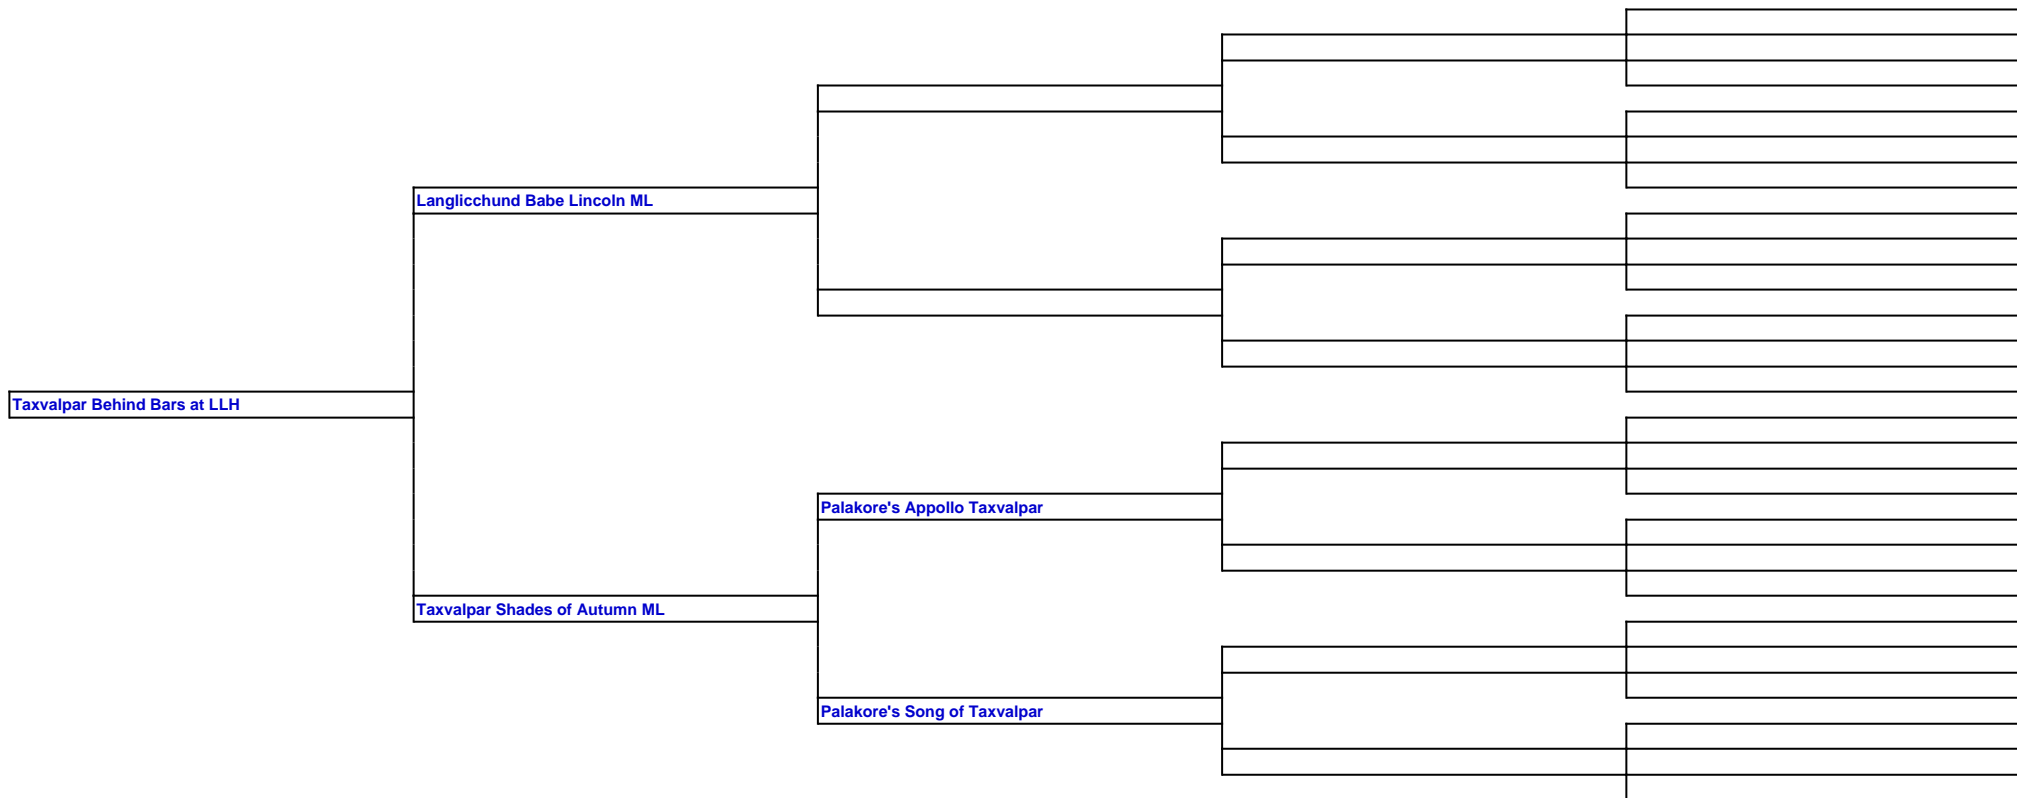 Langlicchund Babe Lincoln ML
Taxvalpar Behind Bars at LLH
Palakore's Appollo Taxvalpar
Taxvalpar Shades of Autumn ML
Palakore's Song of Taxvalpar